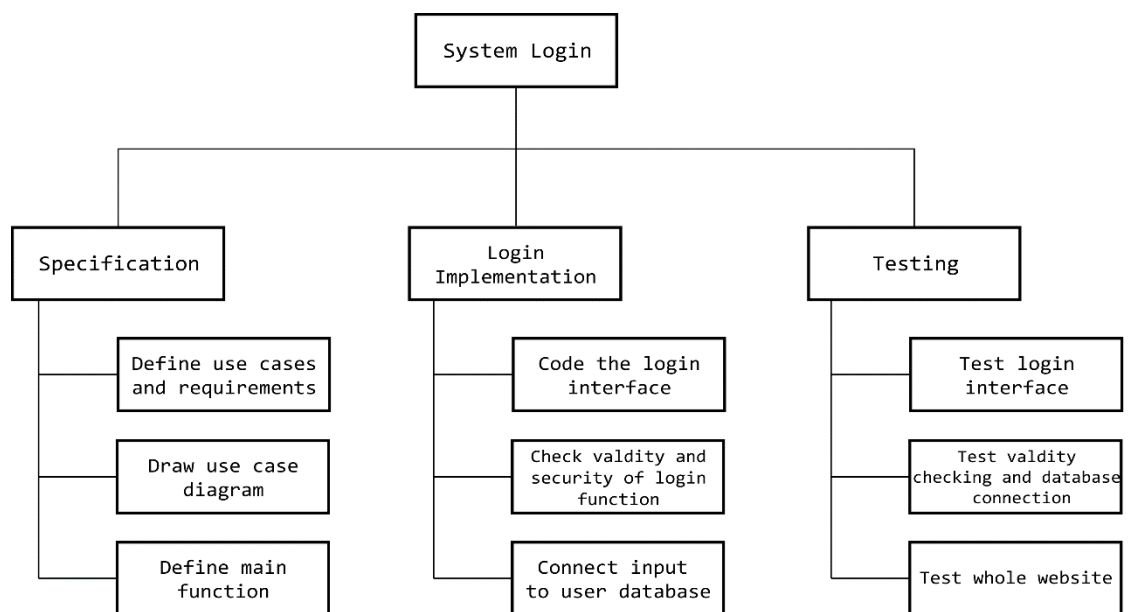 System Login
Specification
Define use cases
and requirements
Draw use case
diagram
Define main
function
Login
Implementation
Code the login
interface
Check valdity and
security of login
function
Connect input
to user database
Testing
Test login
interface
Test valdity
checking and database
connection
Test whole website